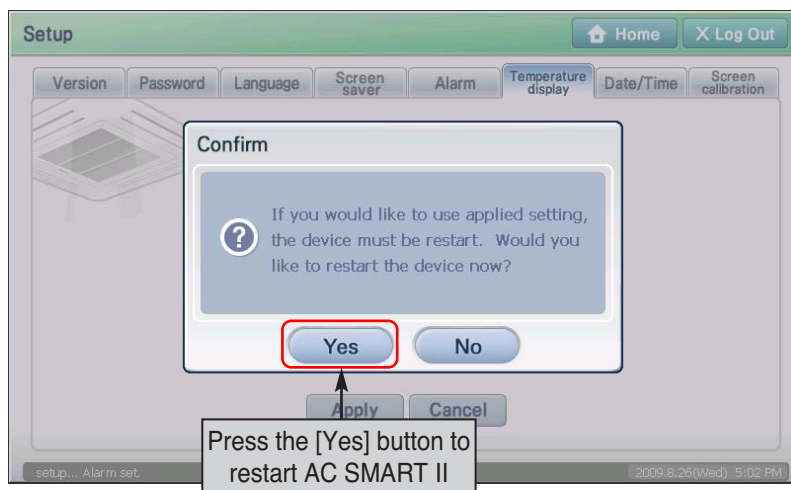 Setup
Home
X Log Out
Version
Password
Language
Screen
saver
Alarm
Temperature
display
Date/Time
Screen
calibration
Confirm
?
If you would like to use applied setting,
the device must be restart. Would you
like to restart the device now?
Yes
No
Apply
Cancel
Press the [Yes] button to
restart AC SMART II
setup... Alarm set.
2009.8.26(Wed) 5:02 PM